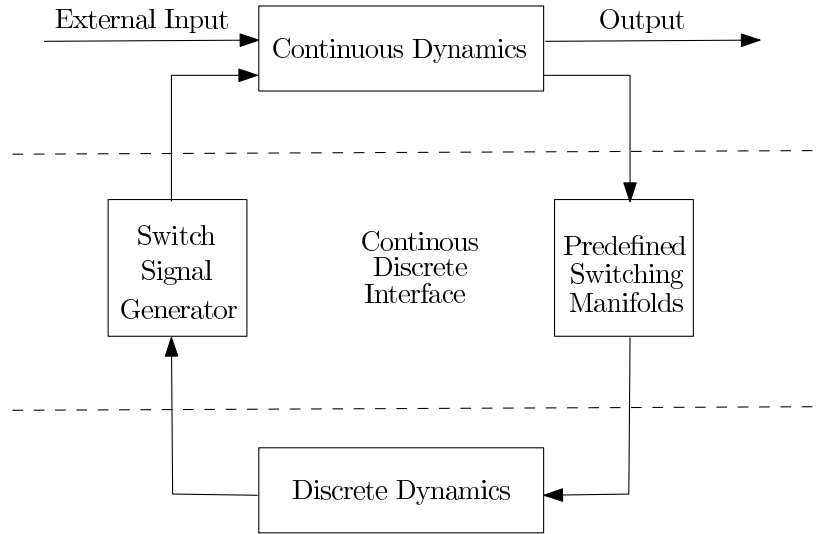 External Input
Output
Continuous Dynamics
Switch
Signal
Generator
Continous
Discrete
Interface
Predefined
Switching
Manifolds
Discrete Dynamics